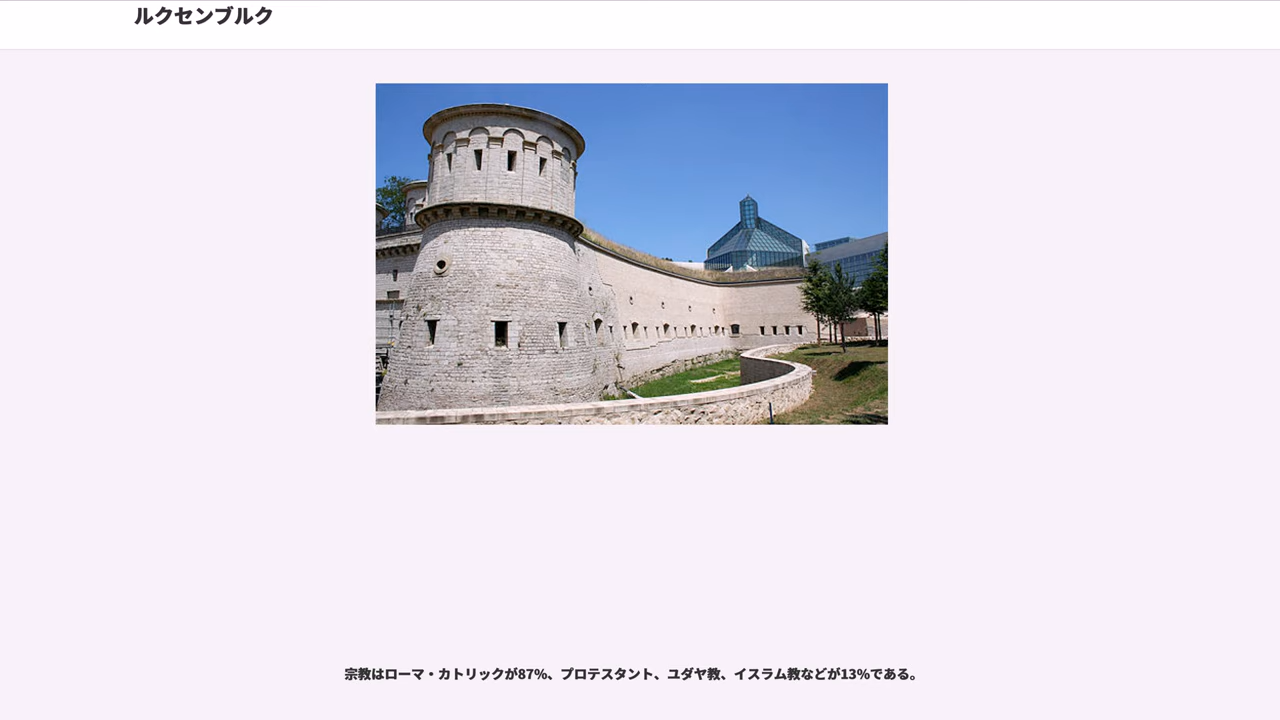 ルクセンブルク
宗教はローマ・カトリックが87%、プロテスタント、ユダヤ教、イスラム教などが13%である。